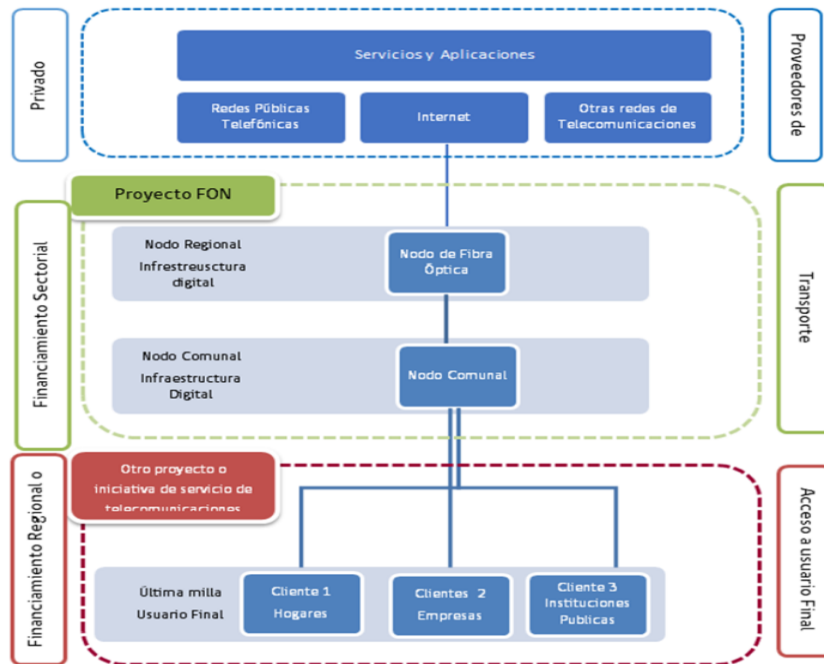 Privado
Servicios y Aplicaciones
Redes Públicas
Telefónicas
Internet
Otras redes de
Telecomunicaciones
Proveedores de
Proyecto FON
Financiamiento Sectorial
Nodo Regional
Infrestreusctura
digital
Nodo de Fibra
Óptica
Nodo Comunal
Infraestructura
Digital
Nodo Comunal
Transporte
Financiamiento Regional o
Otro proyecto o
iniciativa de servicio de
telecomunicaciones
Última milla
Usuario Final
Cliente 1
Hogares
Clientes 2
Empresas
Cliente 3
Instituciones
Publicas
Acceso a usuario Final